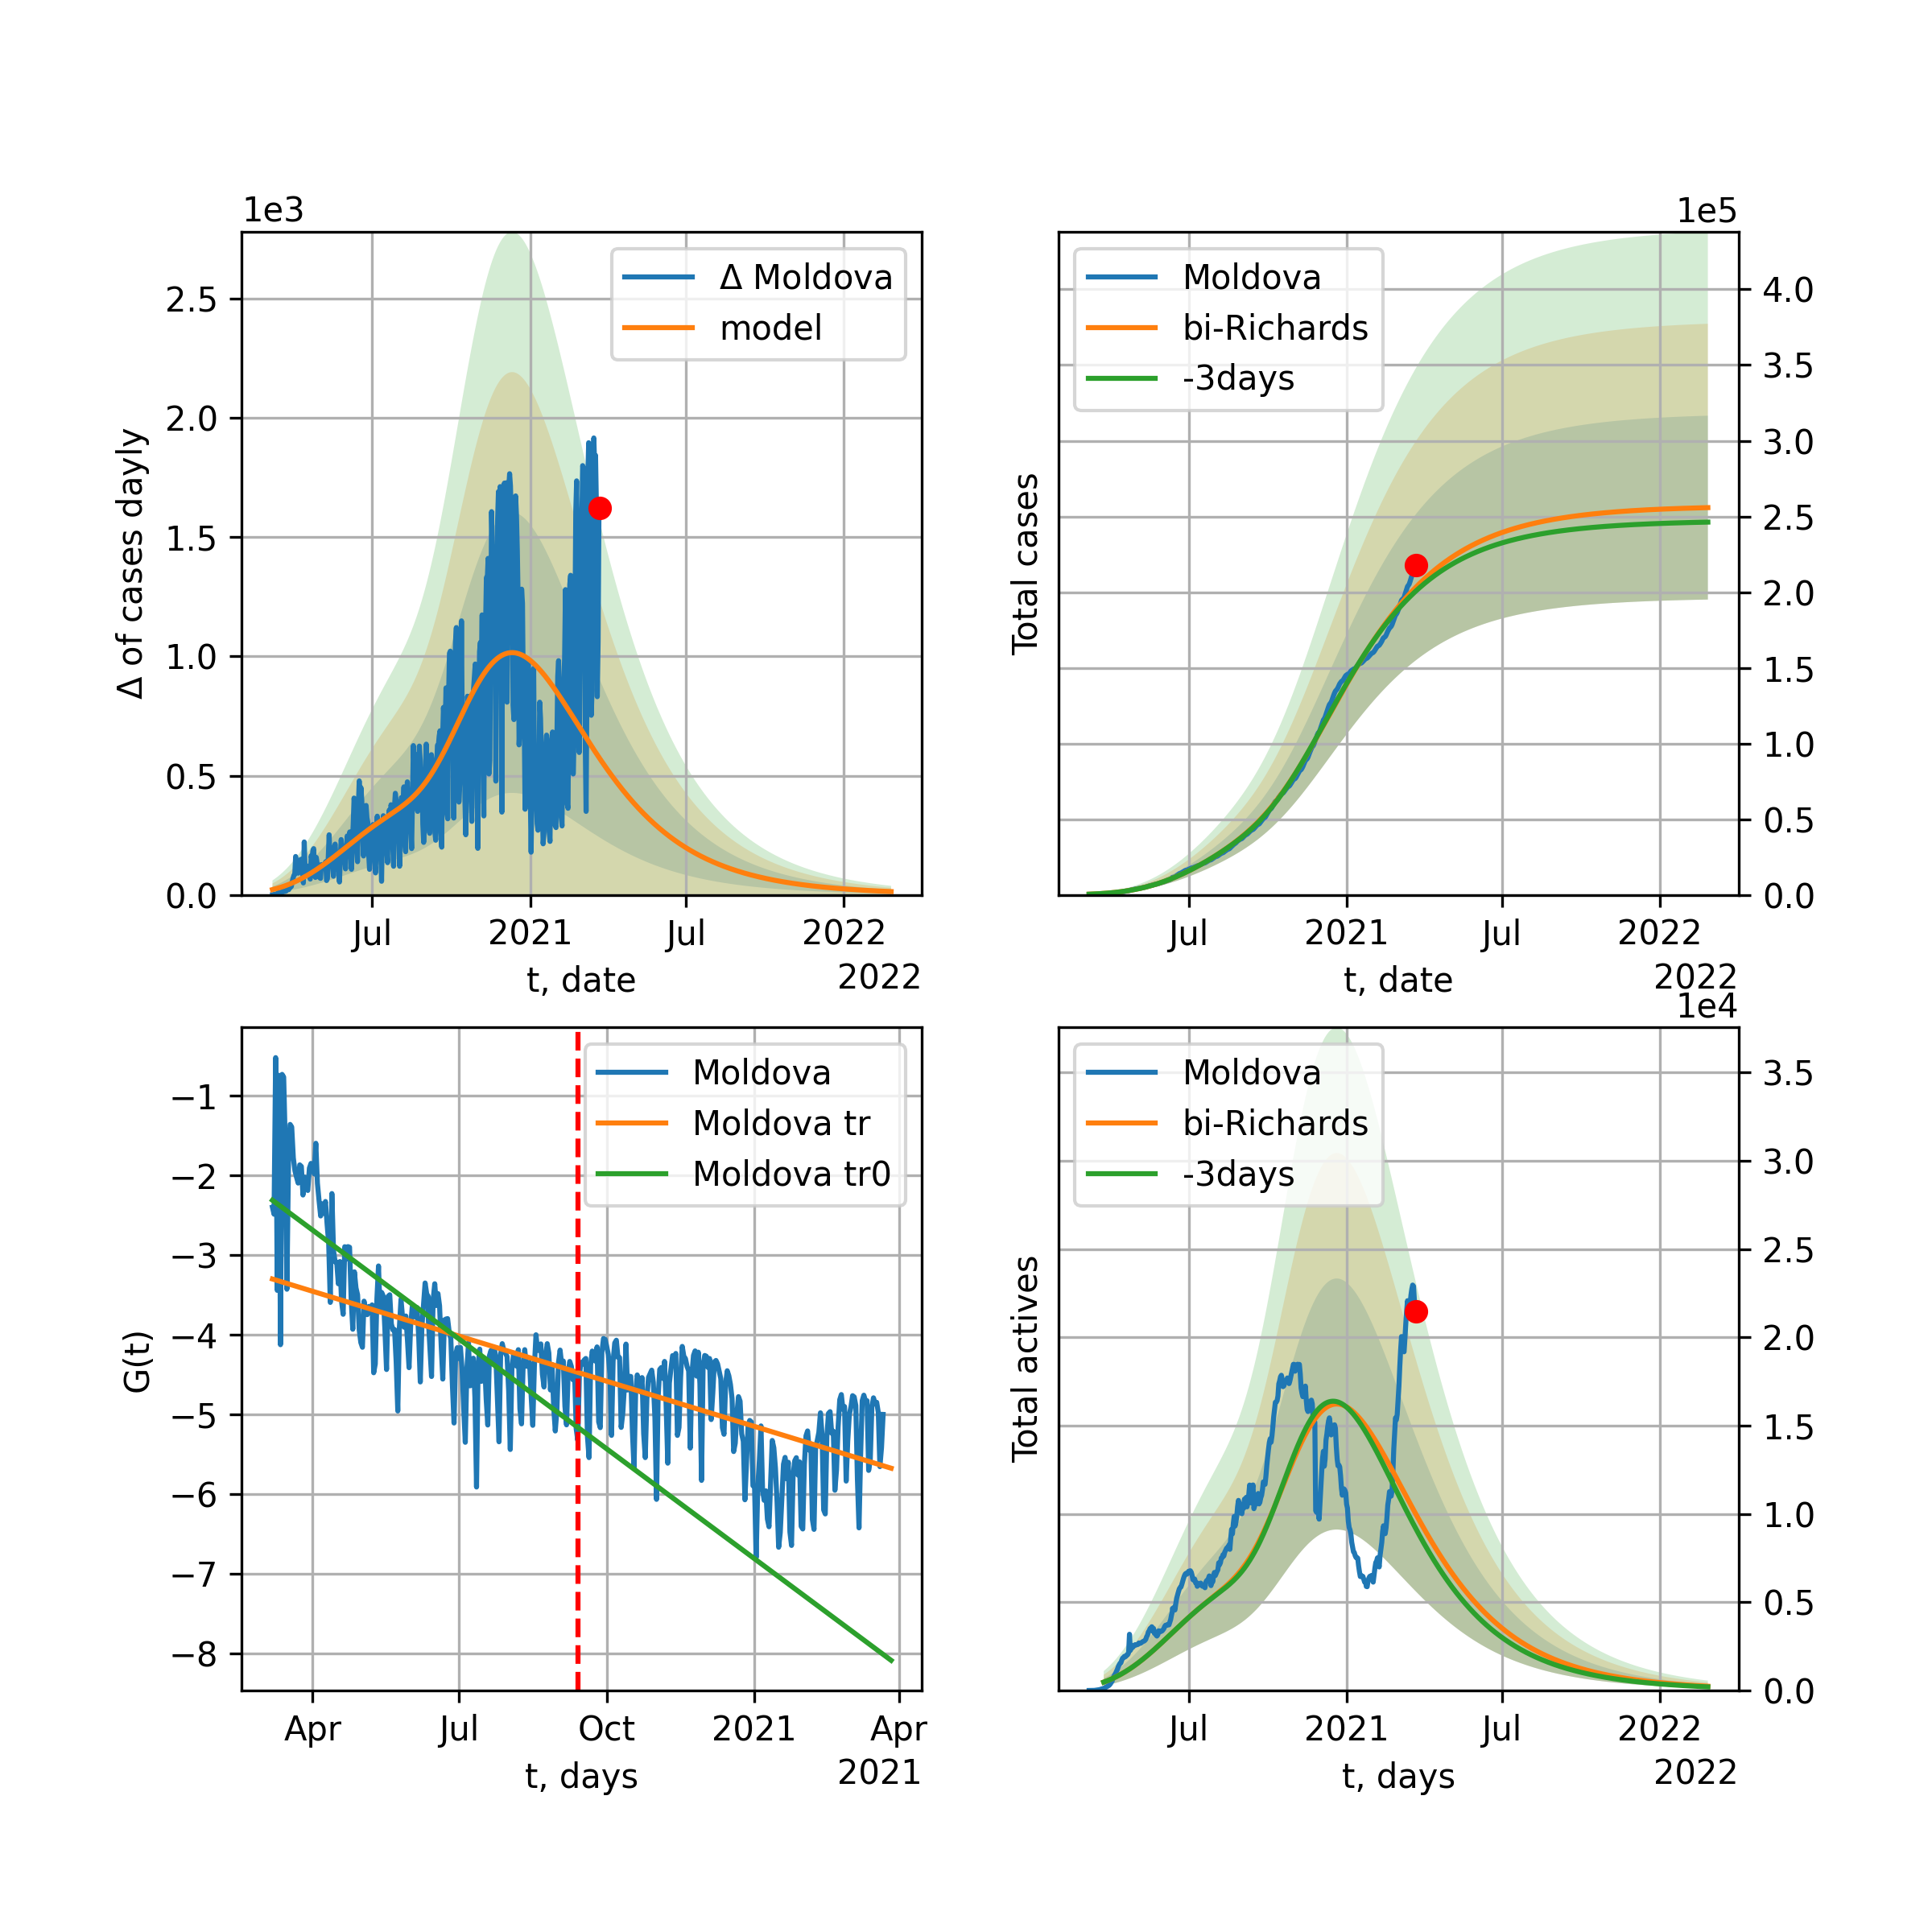 1e3
Δ of cases dayly
2.5
2.0
1.5
1.0
0.5
0.0
Δ Moldova
model
Jul
2021
Jul
2022
t, date
2022
1e5
Total cases
Moldova
bi-Richards
-3days
4.0
3.5
3.0
2.5
2.0
1.5
1.0
0.5
0.0
Jul
2021
Jul
2022
t, date
2022
G(t)
−1
−2
−3
−4
−5
−6
−7
−8
Moldova
Moldova tr
Moldova tr0
Apr
Jul
Oct
2021
Apr
t, days
2021
1e4
Total actives
Moldova
bi-Richards
-3days
3.5
3.0
2.5
2.0
1.5
1.0
0.5
0.0
Jul
2021
Jul
2022
t, days
2022